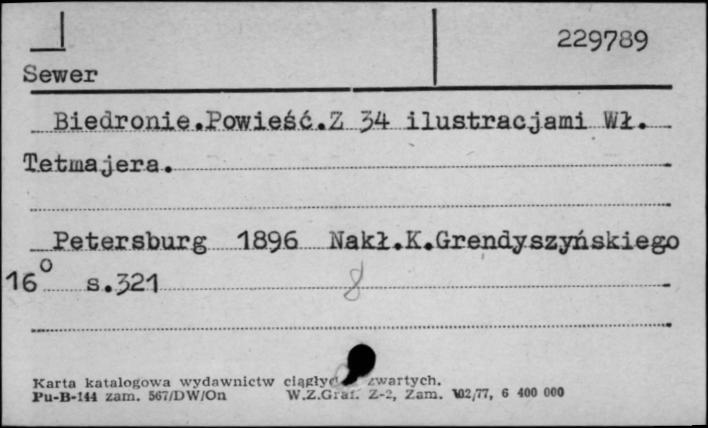 229789
Sewer
Biedronie.Powieść.Z 34 ilustracjami Wł.
Tetmajera.
Petersburg 1896 Nakł.K.Grendyszyńskiego
16° s.321
8
Karta katalogowa wydawnictw zwartych.
Pu-B-144 zam. 567/DW/On W.Z.Graf. Z-2, Zam. 102/77, 6 400 000